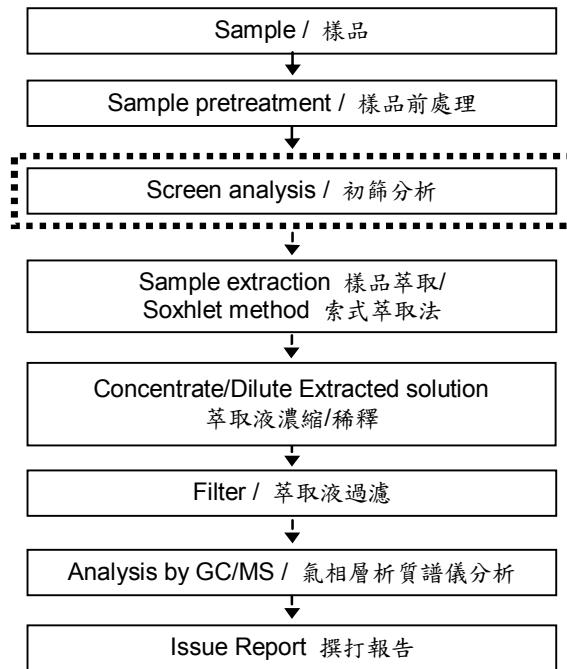 Sample / 樣品
Sample pretreatment / 樣品前處理
Screen analysis / 初篩分析
Sample extraction 樣品萃取/
Soxhlet method 索式萃取法
Concentrate/Dilute Extracted solution
萃取液濃縮/稀釋
Filter / 萃取液過濾
Analysis by GC/MS / 氣相層析質譜儀分析
Issue Report 撰打報告